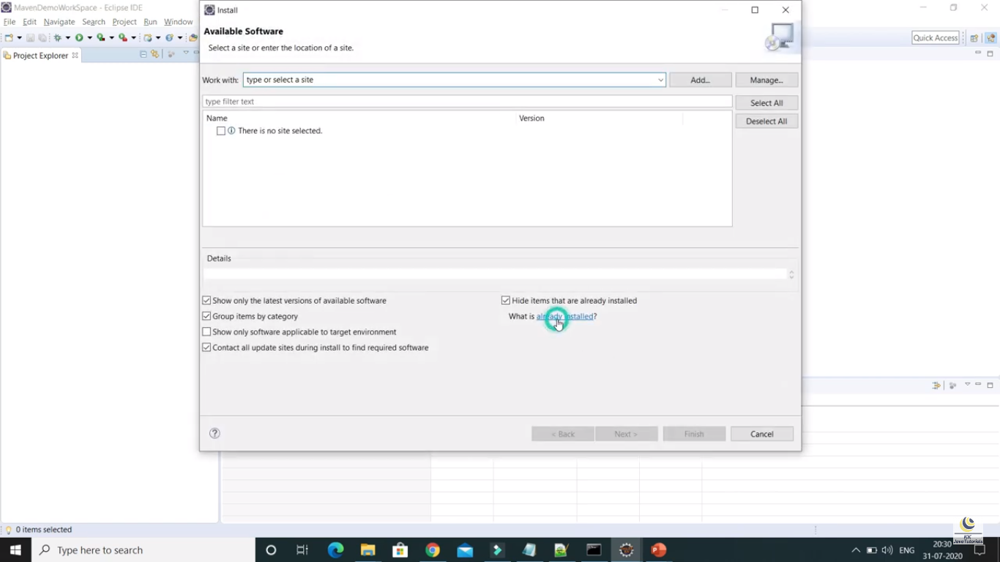 MavenDemoWorkSpace - Eclipse IDE
File Edit Navigate Search Project Run Window
Quick Access
Project Explorer
Install
Available Software
Select a site or enter the location of a site.
Work with: type or select a site
Add...
Manage...
type filter text
Select All
Name
Version
Deselect All
There is no site selected.
Details
Show only the latest versions of available software
Hide items that are already installed
Group items by category
What is already installed?
Show only software applicable to target environment
Contact all update sites during install to find required software
?
< Back
Next >
Finish
Cancel
0 items selected
KK
JavaTutorials
Type here to search
ENG
20:30
31-07-2020